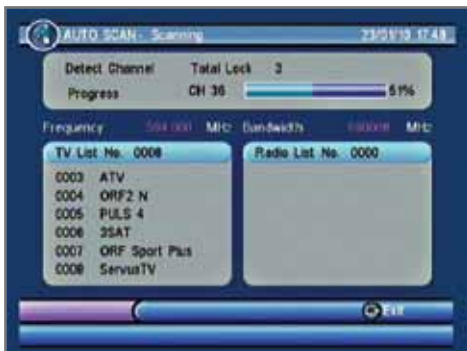 AUTO SCAN - Scanning 23/01/10 17:48
Detect Channel Total Lock 3
Progress CH 36 51%
Frequency 594.000 MHz Bandwidth MHz
TV List No. 0008 Radio List No. 0000
0003 ATV
0004 ORF2 N
0005 PULS 4
0006 3SAT
0007 ORF Sport Plus
0008 ServusTV
Exit